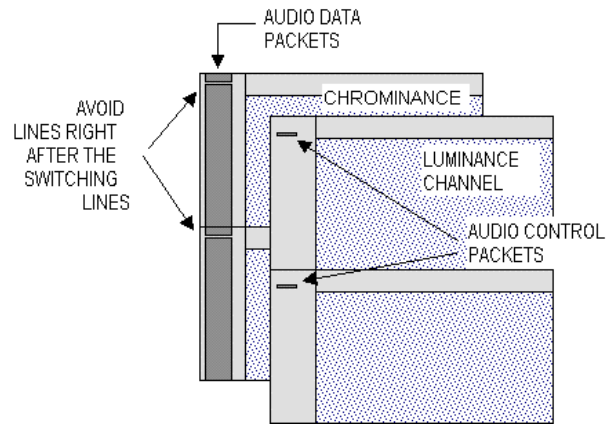 AUDIO DATA
PACKETS
AVOID
LINES RIGHT
AFTER THE
SWITCHING
LINES
CHROMINANCE
LUMINANCE
CHANNEL
AUDIO CONTROL
PACKETS